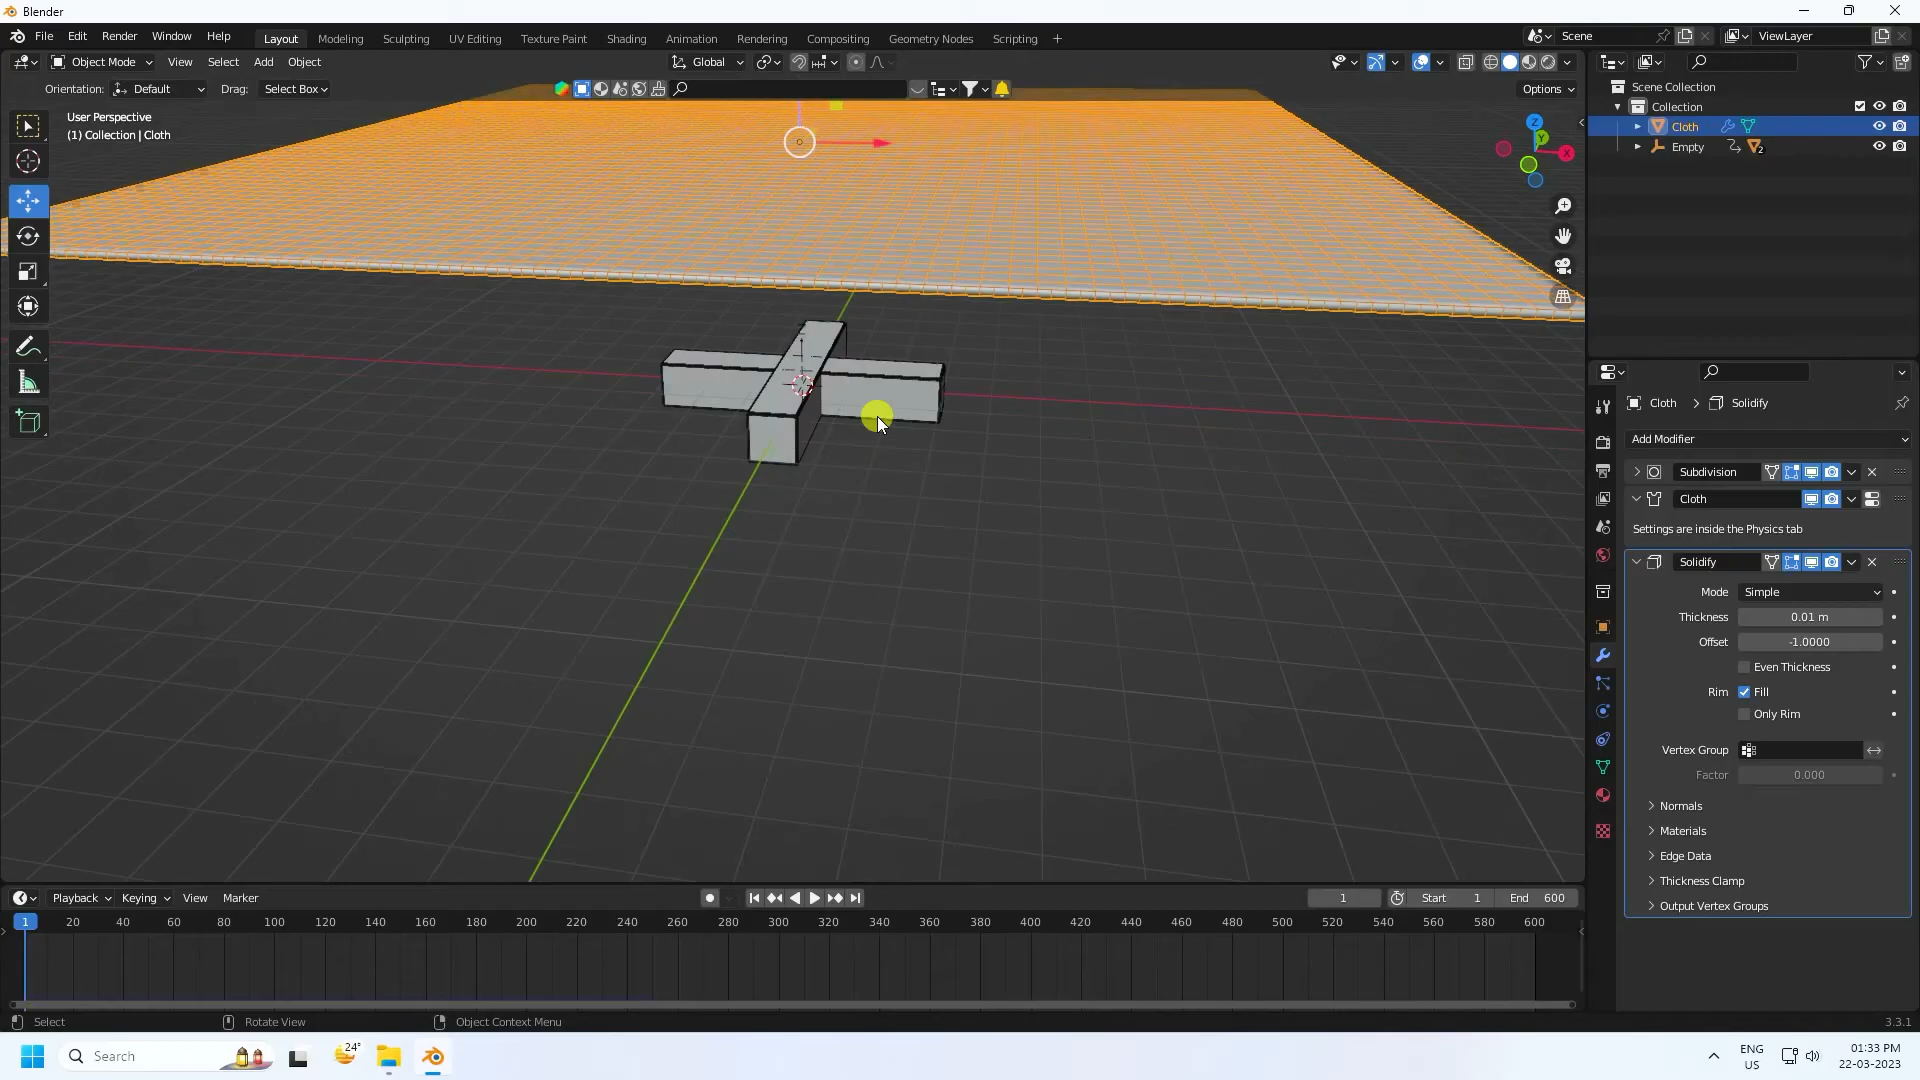 Blender
File Edit Render Window Help
Layout Modeling Sculpting UV Editing Texture Paint Shading Animation Rendering Compositing Geometry Nodes Scripting +
Scene
ViewLayer
Object Mode View Select Add Object
Global
Orientation: Default Drag: Select Box
Options
User Perspective
(1) Collection | Cloth
Z
Y
X
Scene Collection
Collection
Cloth
Empty 2
Cloth > Solidify
Add Modifier
Subdivision
Cloth
Settings are inside the Physics tab
Solidify
Mode Simple
Thickness 0.01 m
Offset -1.0000
Even Thickness
Rim Fill
Only Rim
Vertex Group
Factor 0.000
Normals
Materials
Edge Data
Thickness Clamp
Output Vertex Groups
Playback Keying View Marker
1 Start 1 End 600
1 20 40 60 80 100 120 140 160 180 200 220 240 260 280 300 320 340 360 380 400 420 440 460 480 500 520 540 560 580 600
Select Rotate View Object Context Menu
3.3.1
Search
24°
ENG
US
01:33 PM
22-03-2023